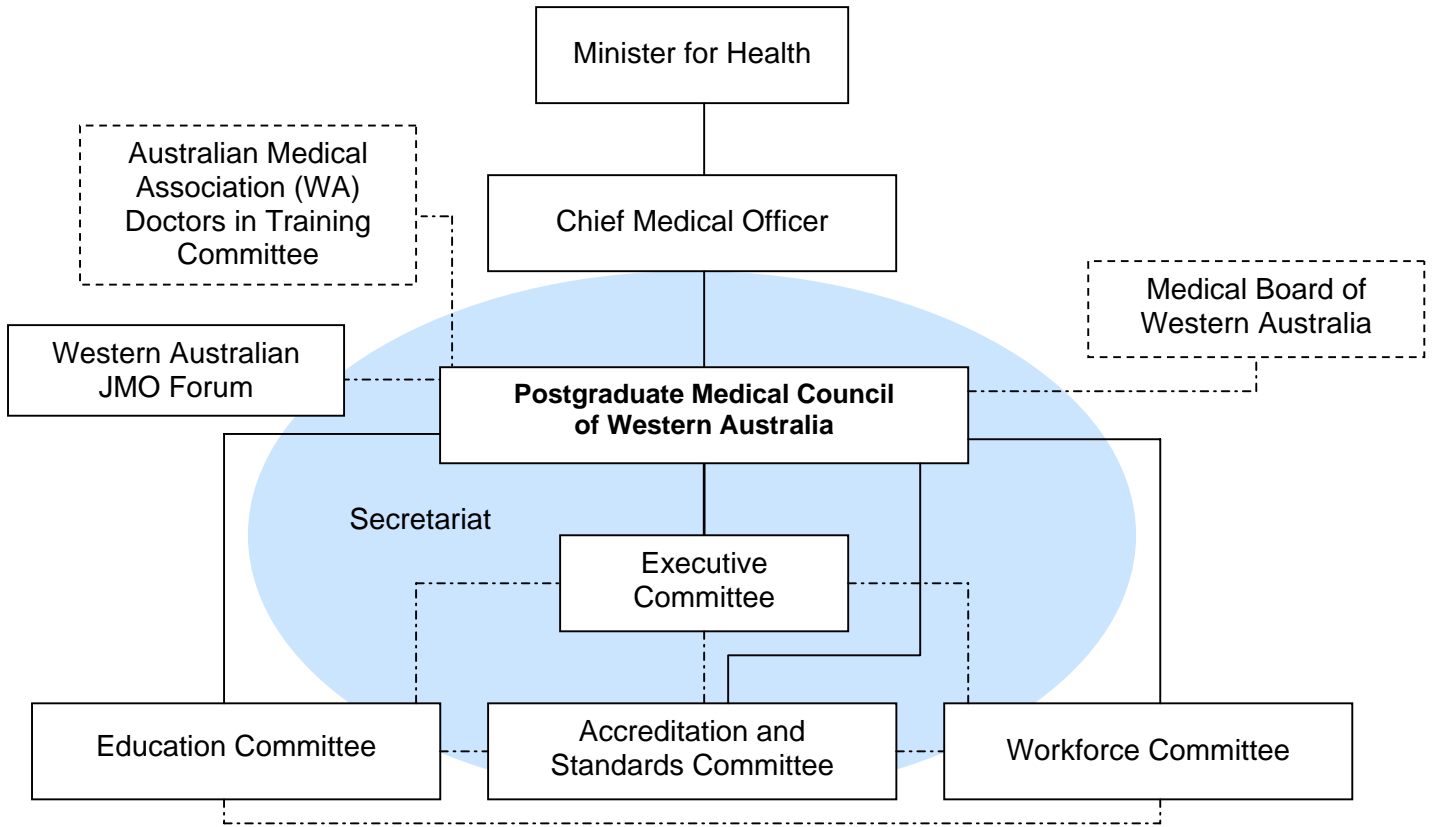 Minister for Health
Australian Medical
Association (WA)
Doctors in Training
Committee
Chief Medical Officer
Medical Board of
Western Australia
Western Australian
JMO Forum
Postgraduate Medical Council
of Western Australia
Secretariat
Executive
Committee
Education Committee
Accreditation and
Standards Committee
Workforce Committee